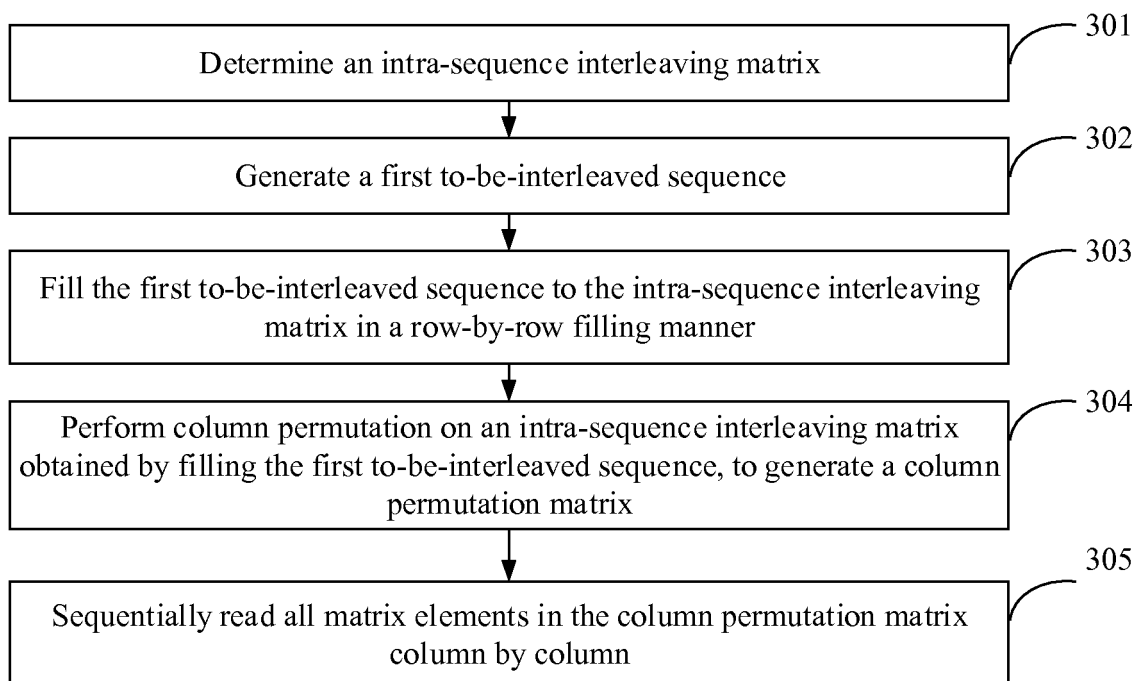 301
Determine an intra-sequence interleaving matrix
302
Generate a first to-be-interleaved sequence
303
Fill the first to-be-interleaved sequence to the intra-sequence interleaving
matrix in a row-by-row filling manner
304
Perform column permutation on an intra-sequence interleaving matrix
obtained by filling the first to-be-interleaved sequence, to generate a column
permutation matrix
305
Sequentially read all matrix elements in the column permutation matrix
column by column